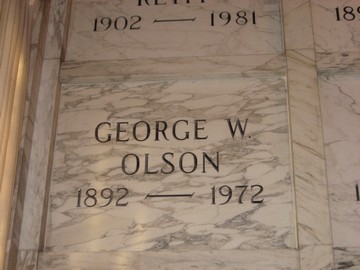 1902 — 1981
GEORGE W.
OLSON
1892 — 1972